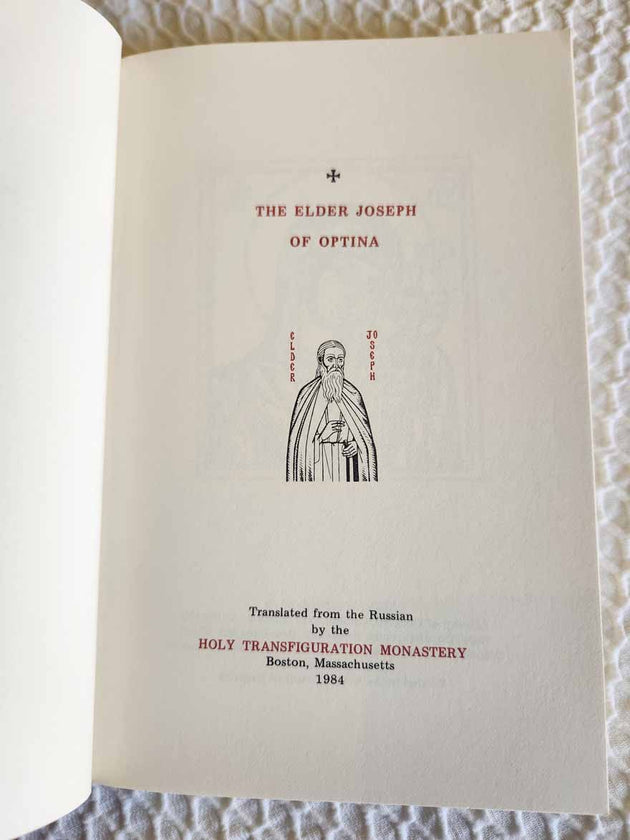 THE ELDER JOSEPH
OF OPTINA
ELDER
JOSEPH
Translated from the Russian
by the
HOLY TRANSFIGURATION MONASTERY
Boston, Massachusetts
1984